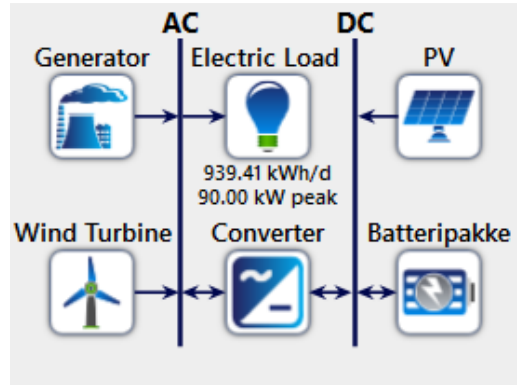 AC DC
Generator Electric Load PV
939.41 kWh/d
90.00 kW peak
Wind Turbine Converter Batteripakke